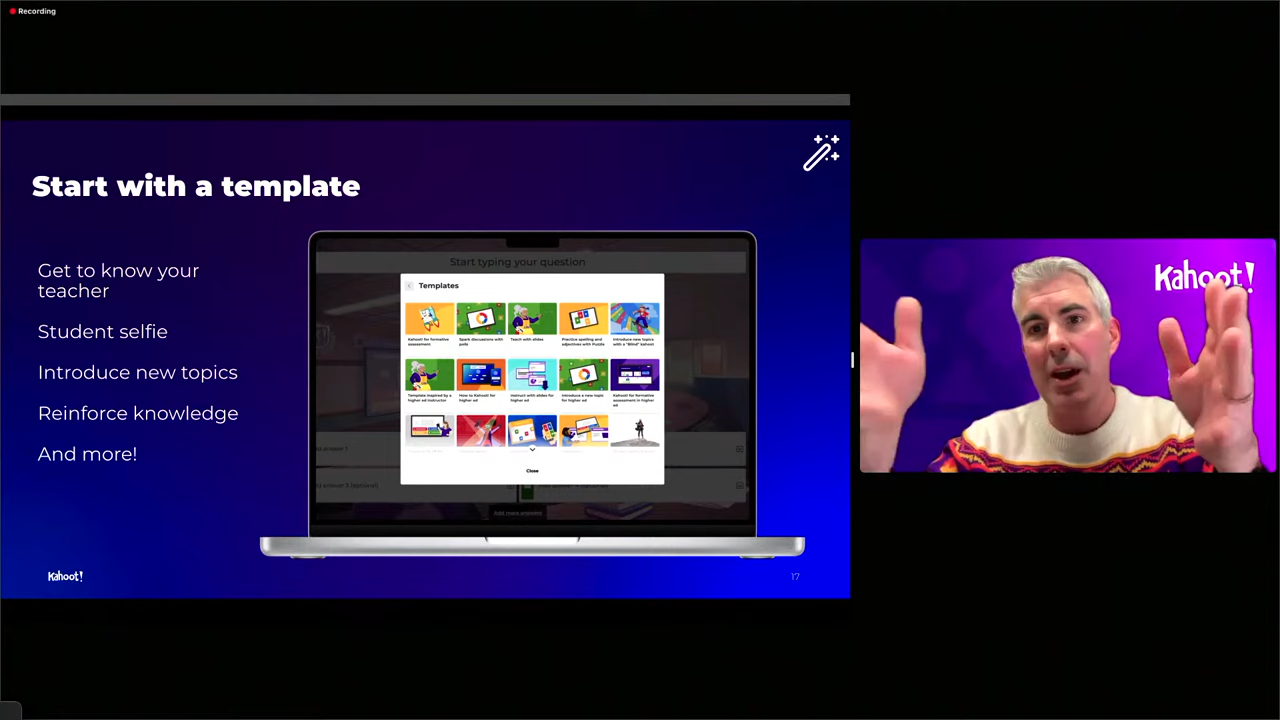 Recording
Start with a template
Get to know your
teacher
Student selfie
Introduce new topics
Reinforce knowledge
And more!
Start typing your question
Templates
Kahoot! for formative
assessment
Spark discussions with
polls
Teach with slides
Practice spelling and
adjectives with Puzzle
Introduce new topics
with a "Blind" kahoot
Template inspired by a
higher ed instructor
How to Kahoot! for
higher ed
Instruct with slides for
higher ed
Introduce a new topic
for higher ed
Kahoot! for formative
assessment in higher
ed
Close
Add more answers
Kahoot!
17
Kahoot!